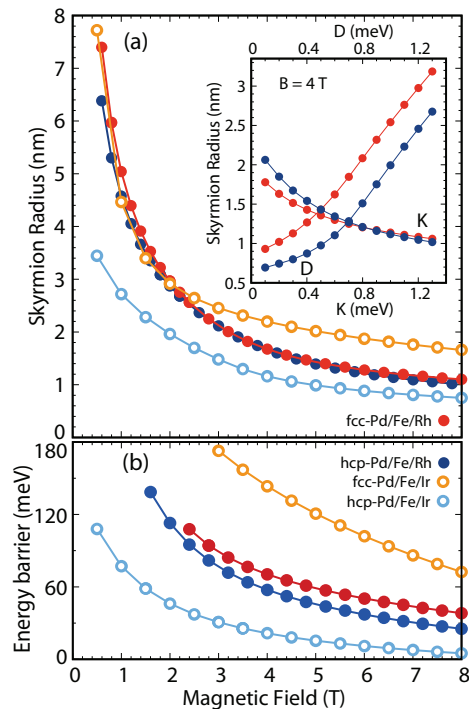 (a)
Skyrmion Radius (nm)
8
7
6
5
4
3
2
1
0
D (meV)
0 0.4 0.8 1.2
B = 4 T
Skyrmion Radius (nm)
3
2.5
2
1.5
1
0.5
K
D
0 0.4 0.8 1.2
K (meV)
fcc-Pd/Fe/Rh
(b)
hcp-Pd/Fe/Rh
fcc-Pd/Fe/Ir
hcp-Pd/Fe/Ir
Energy barrier (meV)
180
120
60
0
0 1 2 3 4 5 6 7 8
Magnetic Field (T)